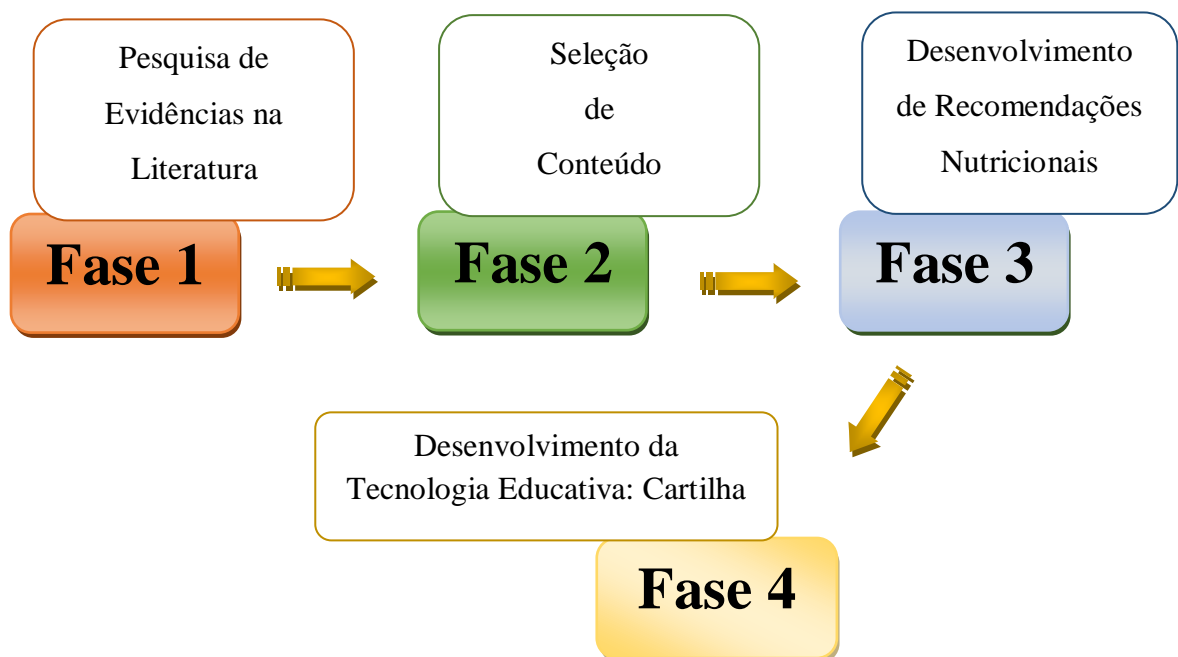 Pesquisa de
Evidências na
Literatura
Fase 1
Seleção
de
Conteúdo
Fase 2
Desenvolvimento
de Recomendações
Nutricionais
Fase 3
Desenvolvimento da
Tecnologia Educativa: Cartilha
Fase 4